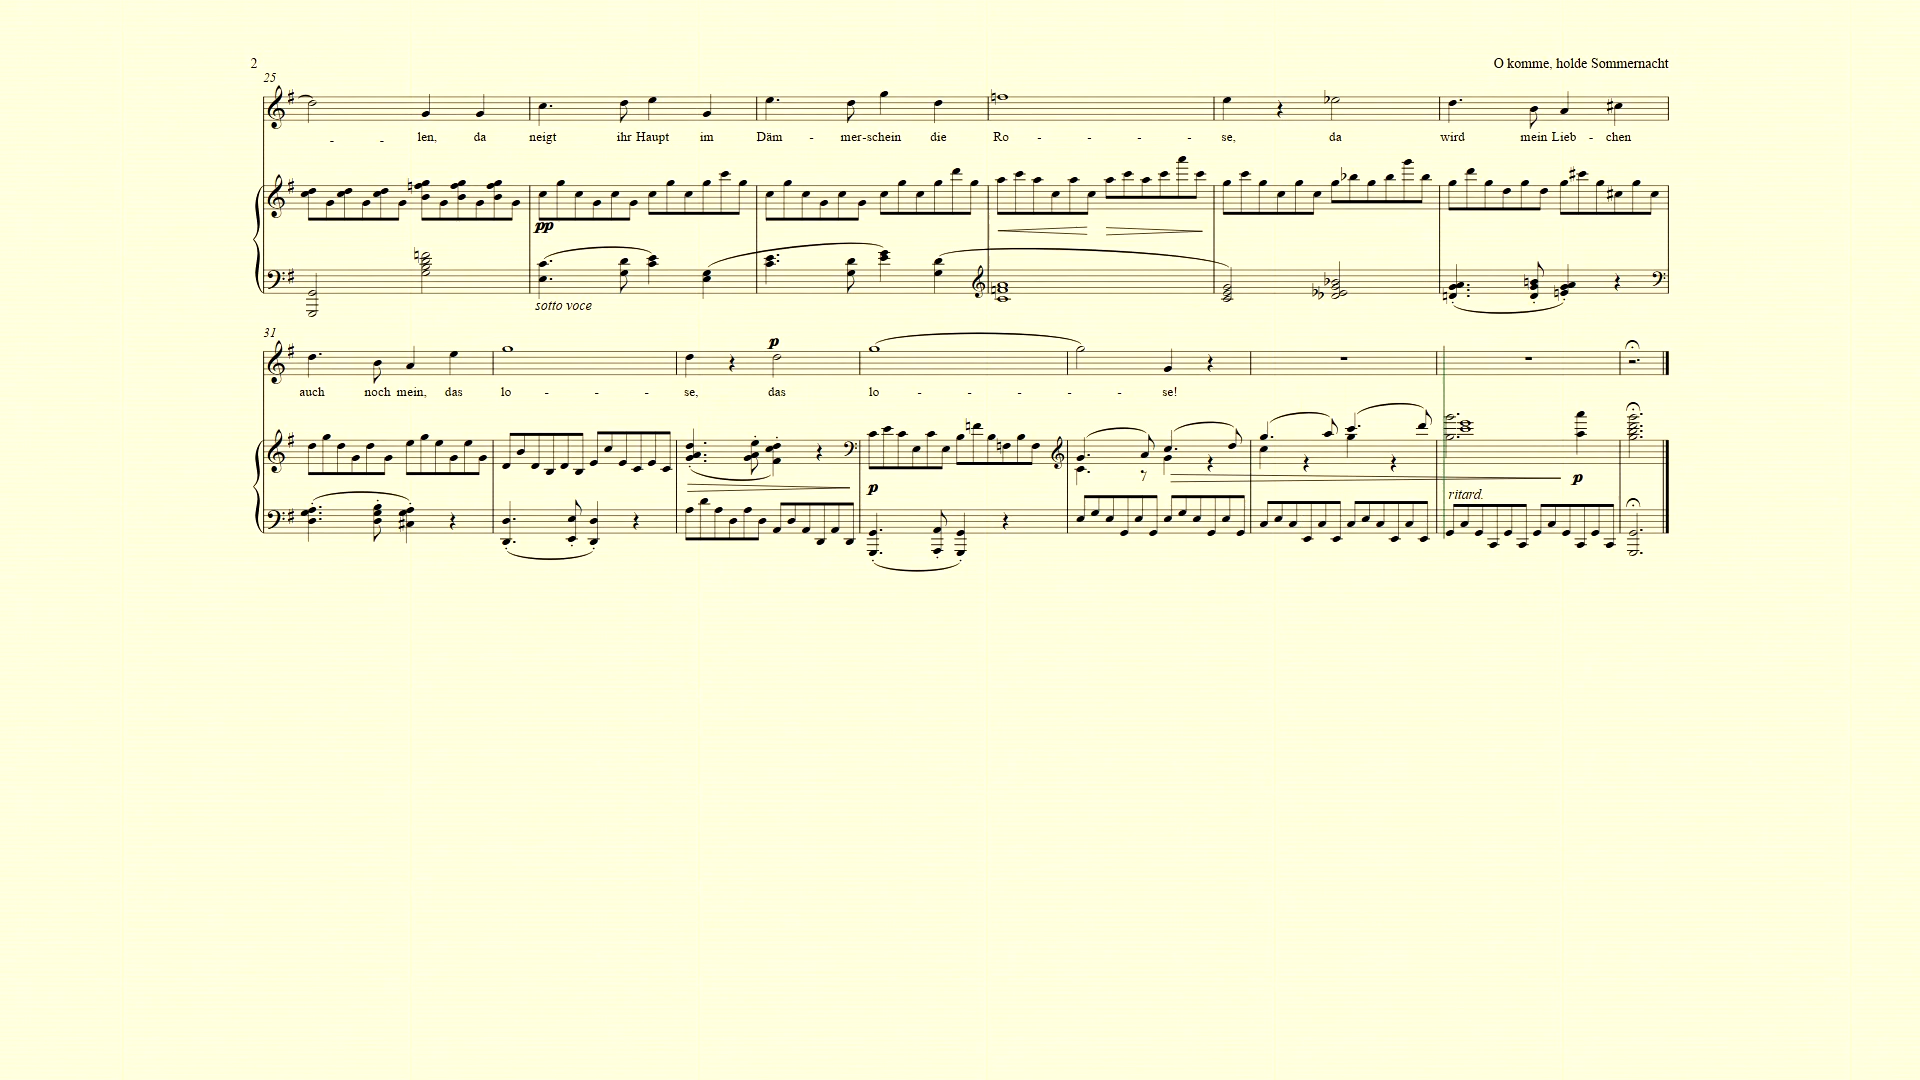 2
O komme, holde Sommernacht
25
- - len, da neigt ihr Haupt im Däm - mer-schein die Ro - - - - se, da wird mein Lieb - chen
pp
sotto voce
31
p
auch noch mein, das lo - - - se, das lo - - - - - se!
p
p
ritard.